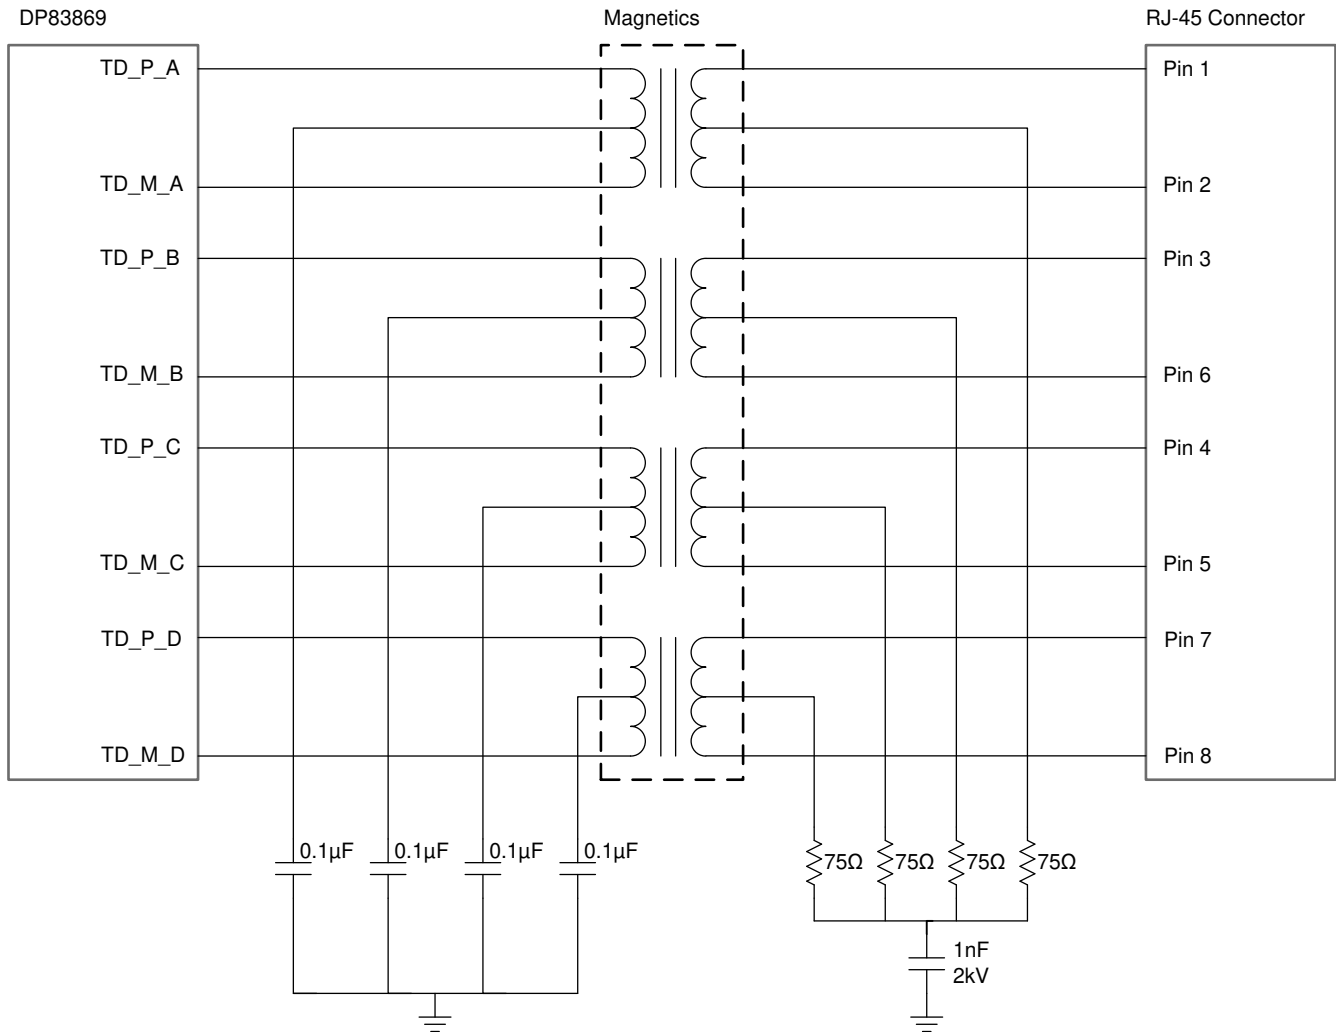 DP83869
Magnetics
RJ-45 Connector
TD_P_A
Pin 1
TD_M_A
Pin 2
TD_P_B
Pin 3
TD_M_B
Pin 6
TD_P_C
Pin 4
TD_M_C
Pin 5
TD_P_D
Pin 7
TD_M_D
Pin 8
0.1µF
0.1µF
0.1µF
0.1µF
75Ω
75Ω
75Ω
75Ω
1nF
2kV